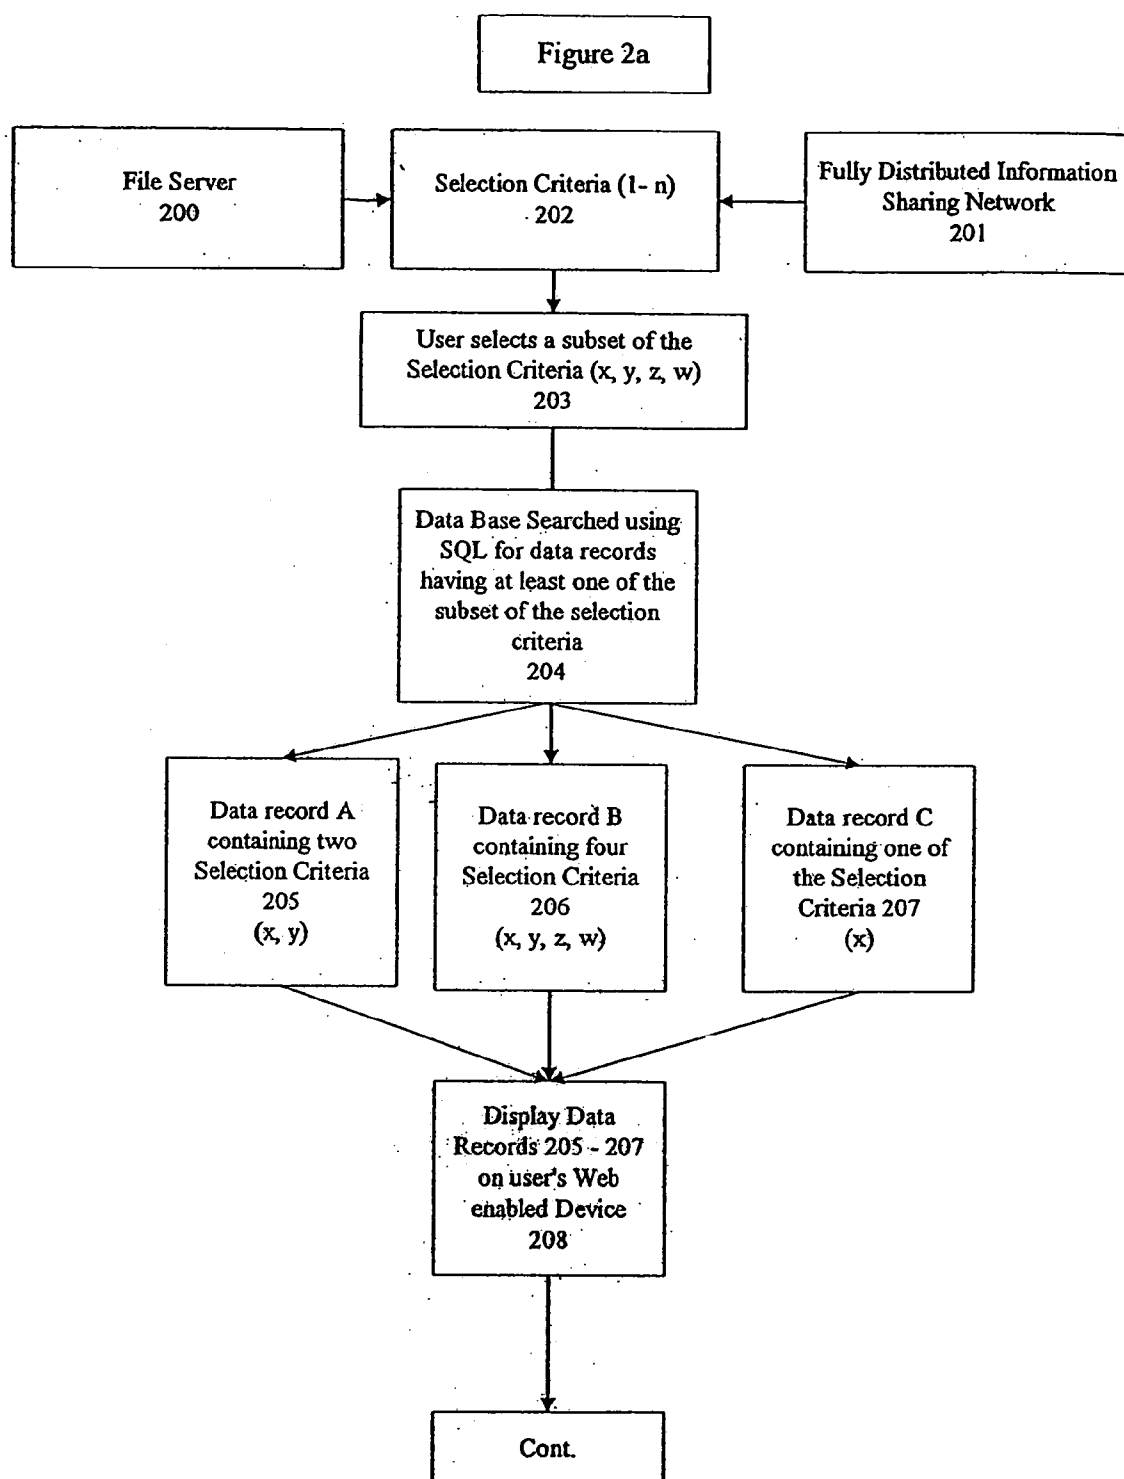 Figure 2a
File Server
200
Selection Criteria (1- n)
202
Fully Distributed Information
Sharing Network
201
User selects a subset of the
Selection Criteria (x, y, z, w)
203
Data Base Searched using
SQL for data records
having at least one of the
subset of the selection
criteria
204
Data record A
containing two
Selection Criteria
205
(x, y)
Data record B
containing four
Selection Criteria
206
(x, y, z, w)
Data record C
containing one of
the Selection
Criteria 207
(x)
Display Data
Records 205 - 207
on user's Web
enabled Device
208
Cont.